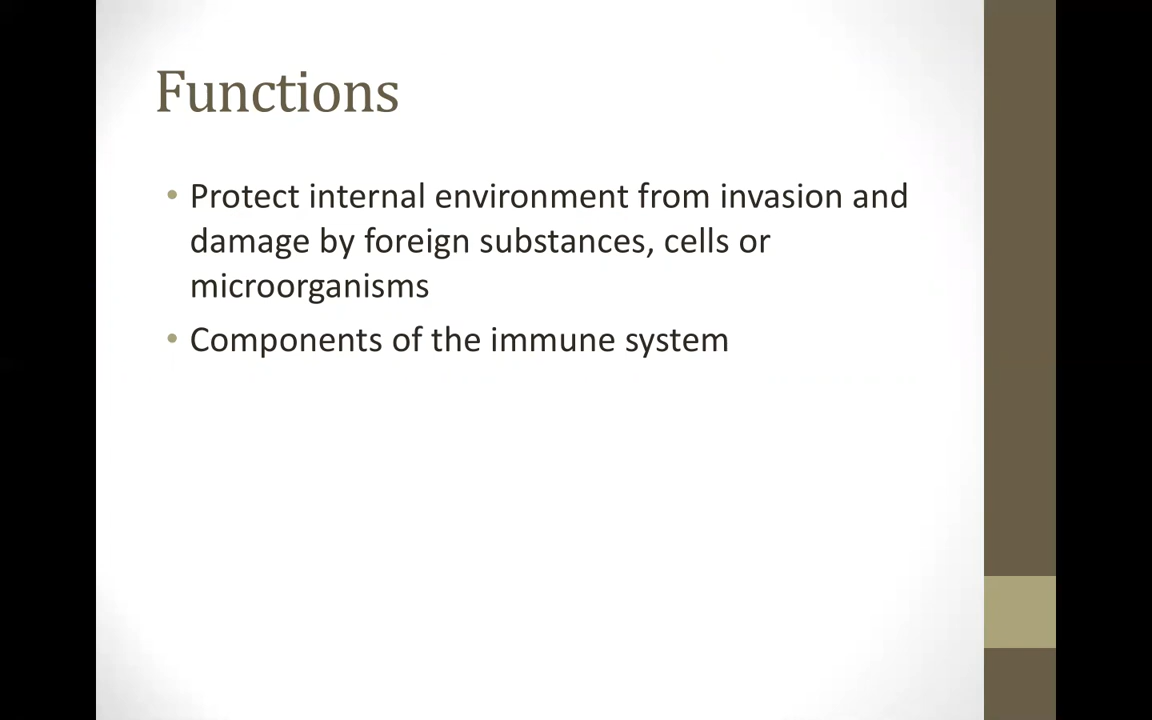 Functions
• Protect internal environment from invasion and
damage by foreign substances, cells or
microorganisms
• Components of the immune system